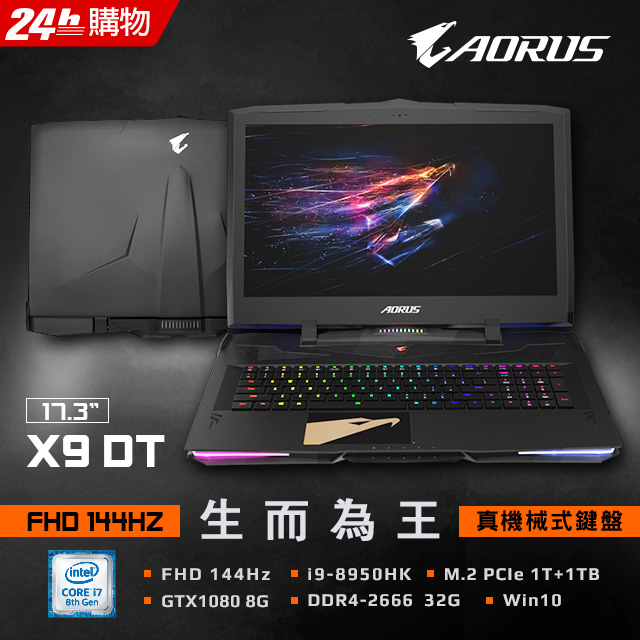 24h購物
AORUS
AORUS
17.3”
X9 DT
FHD 144HZ
生而為王
真機械式鍵盤
intel
CORE i7
8th Gen
▪ FHD 144Hz ▪ i9-8950HK ▪ M.2 PCIe 1T+1TB
▪ GTX1080 8G ▪ DDR4-2666 32G ▪ Win10